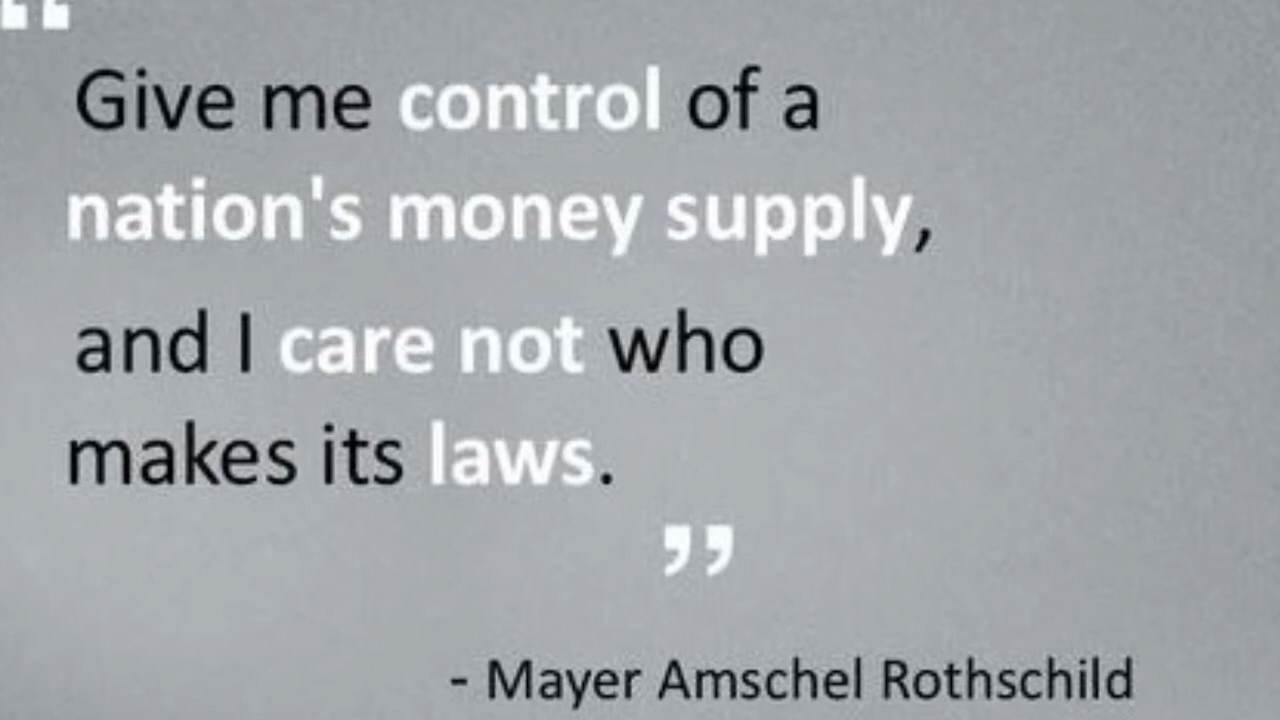 “
Give me control of a
nation's money supply,
and I care not who
makes its laws.
”
- Mayer Amschel Rothschild